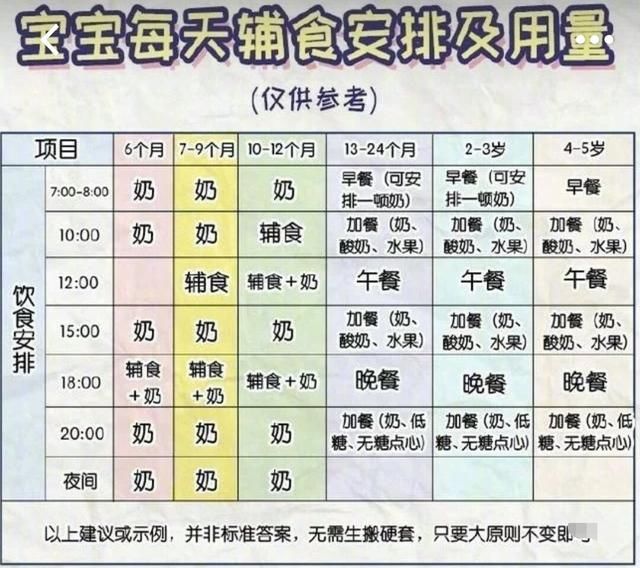 宝宝每天辅食安排及用量
(仅供参考)
项目 6个月 7-9个月 10-12个月 13-24个月 2-3岁 4-5岁
饮食安排
7:00-8:00 奶 奶 奶 早餐（可安排一顿奶） 早餐（可安排一顿奶） 早餐
10:00 奶 奶 辅食 加餐（奶、酸奶、水果） 加餐（奶、酸奶、水果） 加餐（奶、酸奶、水果）
12:00 辅食 辅食+奶 午餐 午餐 午餐
15:00 奶 奶 奶 加餐（奶、酸奶、水果） 加餐（奶、酸奶、水果） 加餐（奶、酸奶、水果）
18:00 辅食+奶 辅食+奶 辅食+奶 晚餐 晚餐 晚餐
20:00 奶 奶 奶 加餐（奶、低糖、无糖点心） 加餐（奶、低糖、无糖点心） 加餐（奶、低糖、无糖点心）
夜间 奶 奶 奶
以上建议或示例，并非标准答案，无需生搬硬套，只要大原则不变即